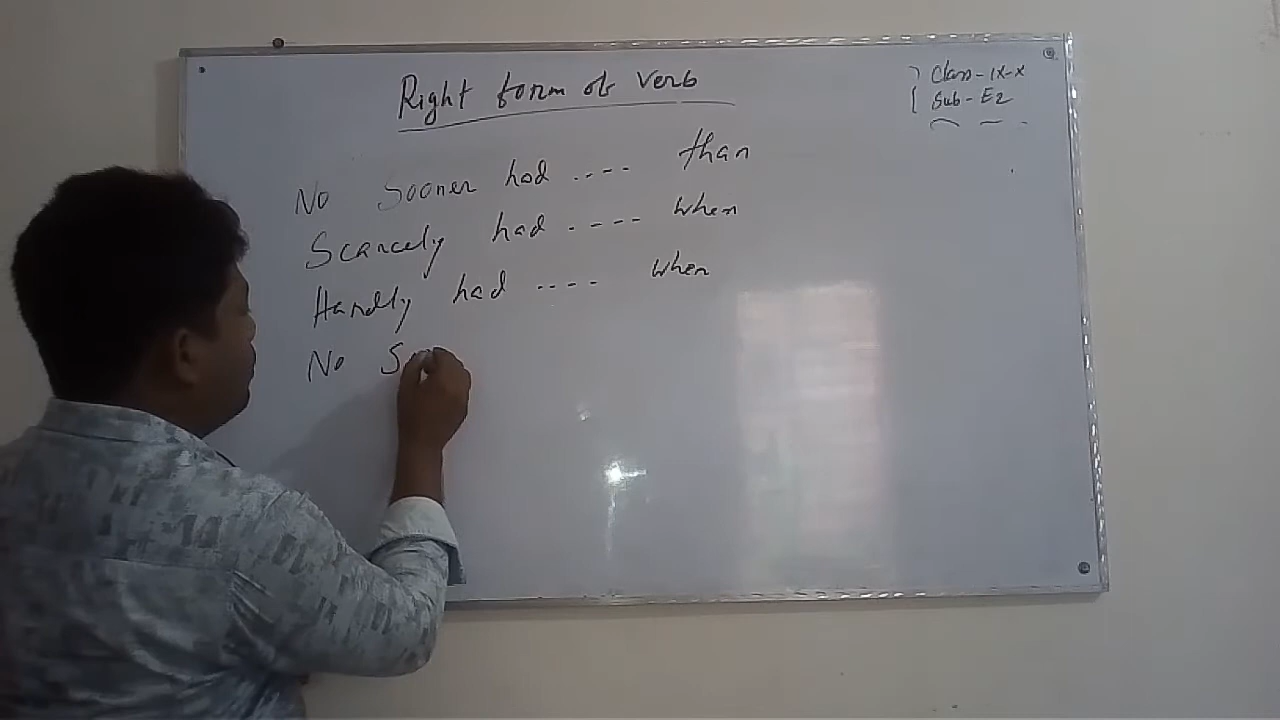 Right form of Verb
Class-IX-X
Sub-E2
No Sooner had .... than
Scarcely had ..... when
Hardly had .... when
No